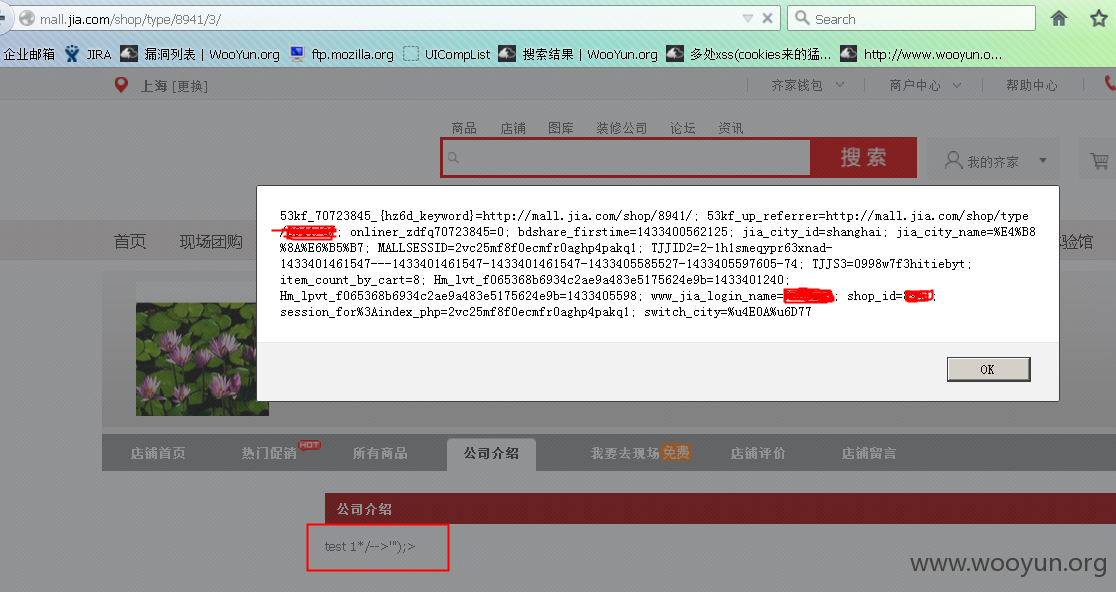 mall.jia.com/shop/type/8941/3/
Search
企业邮箱 JIRA 漏洞列表 | WooYun.org ftp.mozilla.org UICompList 搜索结果 | WooYun.org 多处xss(cookies来的猛... http://www.wooyun.o...
上海 [更换] 齐家钱包 商户中心 帮助中心
商品 店铺 图库 装修公司 论坛 资讯
搜索 我的齐家
首页 现场团购 验馆
53kf_70723845_{hz6d_keyword}=http://mall.jia.com/shop/8941/; 53kf_up_referrer=http://mall.jia.com/shop/type
/; onliner_zdfq70723845=0; bdshare_firstime=1433400562125; jia_city_id=shanghai; jia_city_name=%E4%B8
%8A%E6%B5%B7; MALLSESSID=2vc25mf8f0ecmfr0aghp4pakq1; TJJID2=2-1h1smeqypr63xnad-
1433401461547---1433401461547-1433401461547-1433405585527-1433405597605-74; TJJS3=0998w7f3hitiebyt;
item_count_by_cart=8; Hm_lvt_f065368b6934c2ae9a483e5175624e9b=1433401240;
Hm_lpvt_f065368b6934c2ae9a483e5175624e9b=1433405598; www_jia_login_name=; shop_id=;
session_for%3Aindex_php=2vc25mf8f0ecmfr0aghp4pakq1; switch_city=%u4E0A%u6D77
OK
店铺首页 热门促销 HOT 所有商品 公司介绍 我要去现场 免费 店铺评价 店铺留言
公司介绍
test 1*/-->'");>
www.wooyun.org